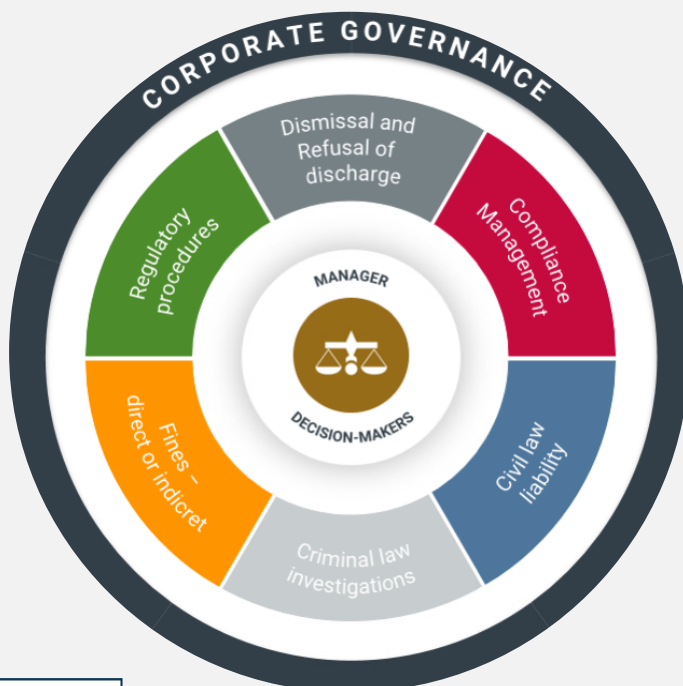 CORPORATE GOVERNANCE
Dismissal and
Refusal of
discharge
Compliance
Management
Civil law
liability
Criminal law
investigations
Fines –
direct or indicret
Regulatory
procedures
MANAGER
DECISION-MAKERS